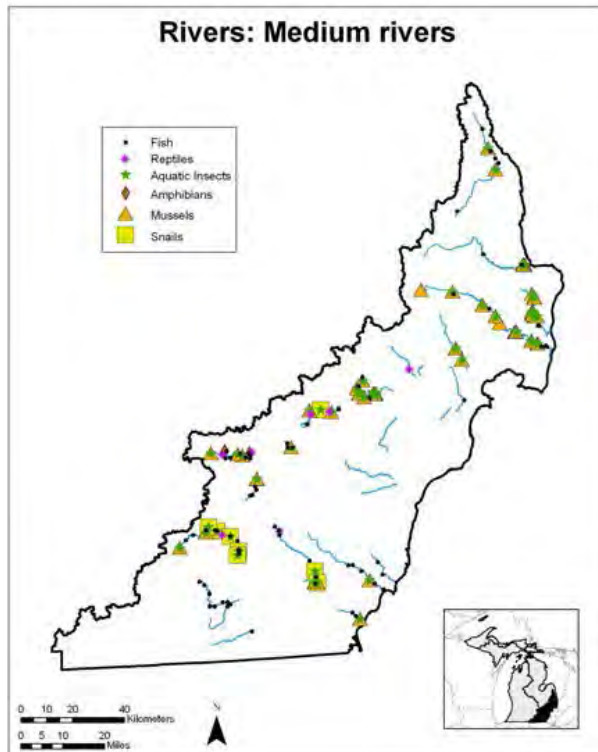 Rivers: Medium rivers
Fish
Reptiles
Aquatic Insects
Amphibians
Mussels
Snails
0 10 20 40
Kilometers
0 5 10 20
Miles
N